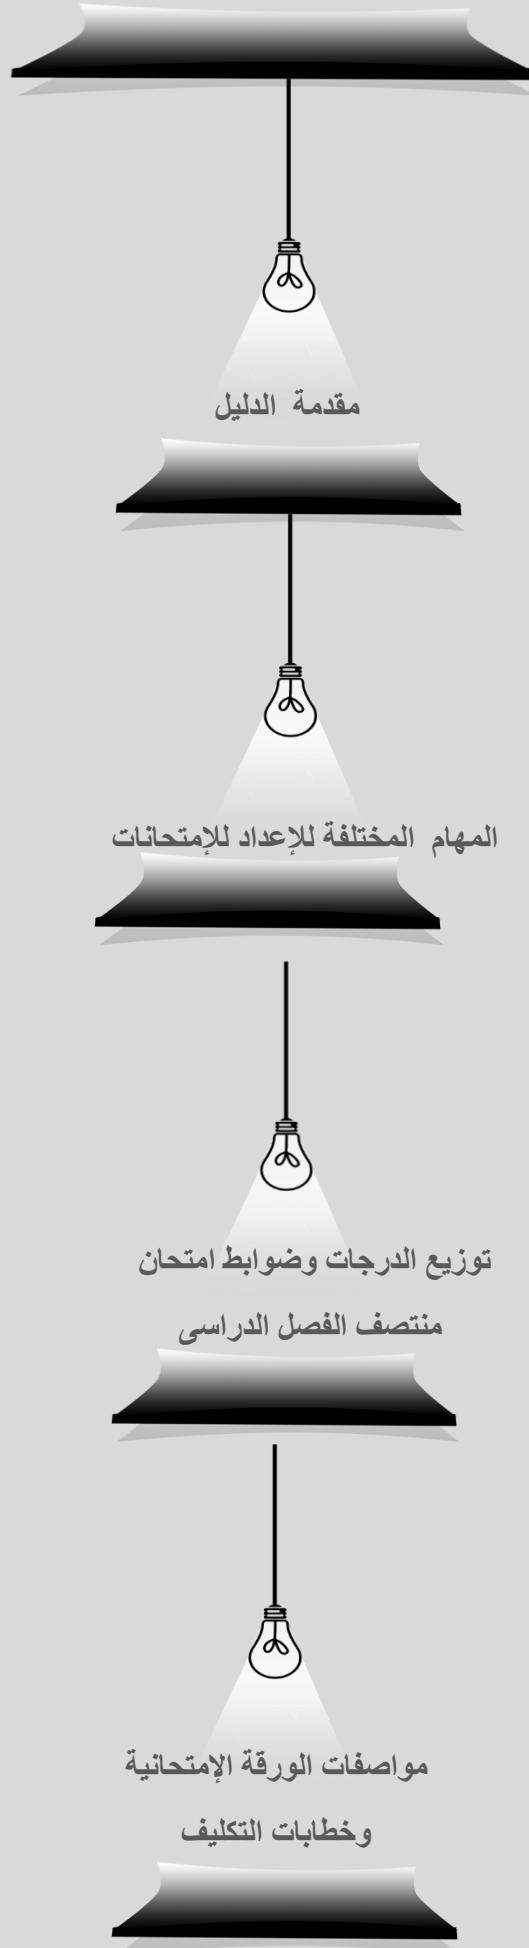 مقدمة الدليل
المهام المختلفة للإعداد للإمتحانات
توزيع الدرجات وضوابط امتحان
منتصف الفصل الدراسى
مواصفات الورقة الإمتحانية
وخطابات التكليف